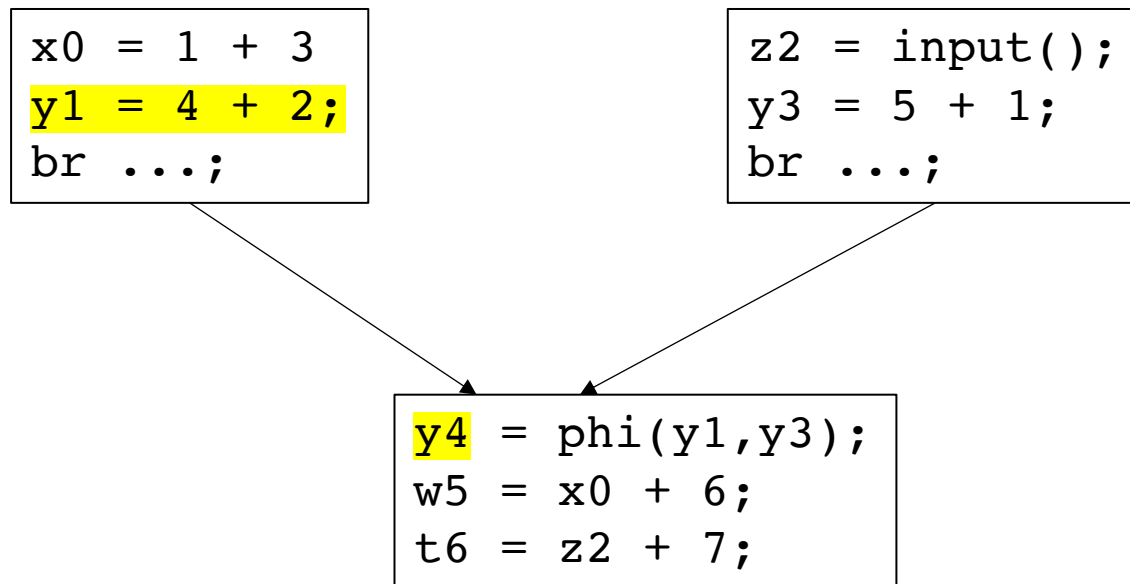 x0 = 1 + 3
y1 = 4 + 2;
br ...;
z2 = input();
y3 = 5 + 1;
br ...;
y4 = phi(y1,y3);
w5 = x0 + 6;
t6 = z2 + 7;